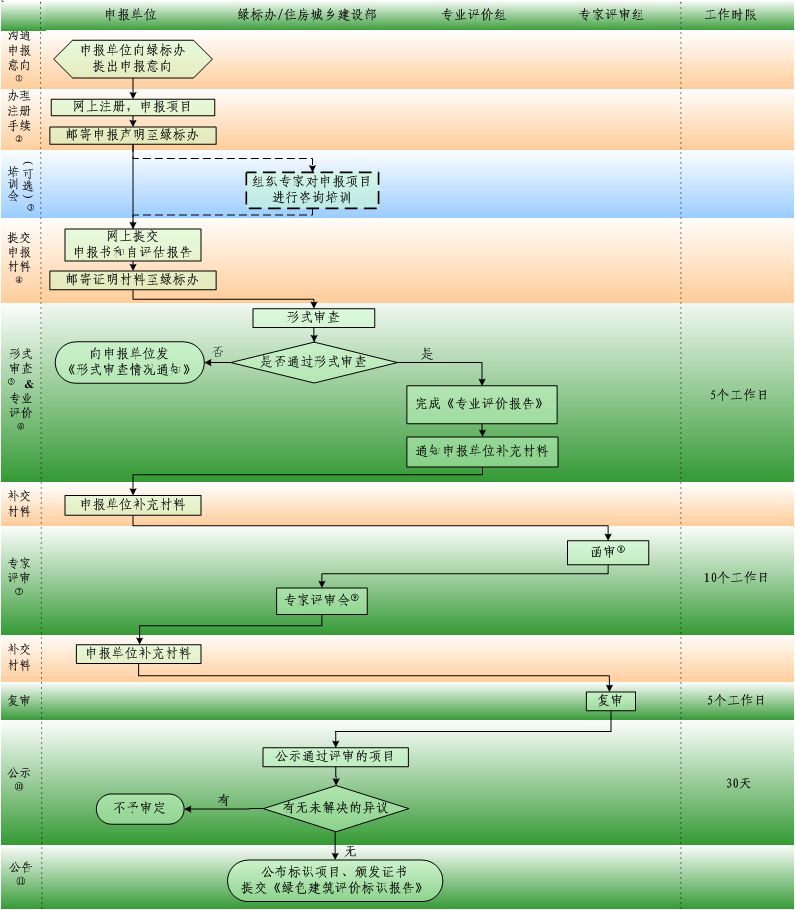 申报单位
绿标办/住房城乡建设部
专业评价组
专家评审组
工作时限
沟通
申报
意向
①
申报单位向绿标办
提出申报意向
办理
注册
手续
②
网上注册，申报项目
邮寄申报声明至绿标办
培训会（可选）③
组织专家对申报项目
进行咨询培训
提交
申报
材料
④
网上提交
申报书和自评估报告
邮寄证明材料至绿标办
形式
审查
⑤ &
专业
评价
⑥
形式审查
是否通过形式审查
否
向申报单位发
《形式审查情况通知》
是
完成《专业评价报告》
通知申报单位补充材料
5个工作日
补交
材料
申报单位补充材料
专家
评审
⑦
函审⑧
专家评审会⑨
10个工作日
补交
材料
申报单位补充材料
复审
复审
5个工作日
公示
⑩
公示通过评审的项目
有无未解决的异议
有
不予审定
30天
无
公告
⑪
公布标识项目、颁发证书
提交《绿色建筑评价标识报告》